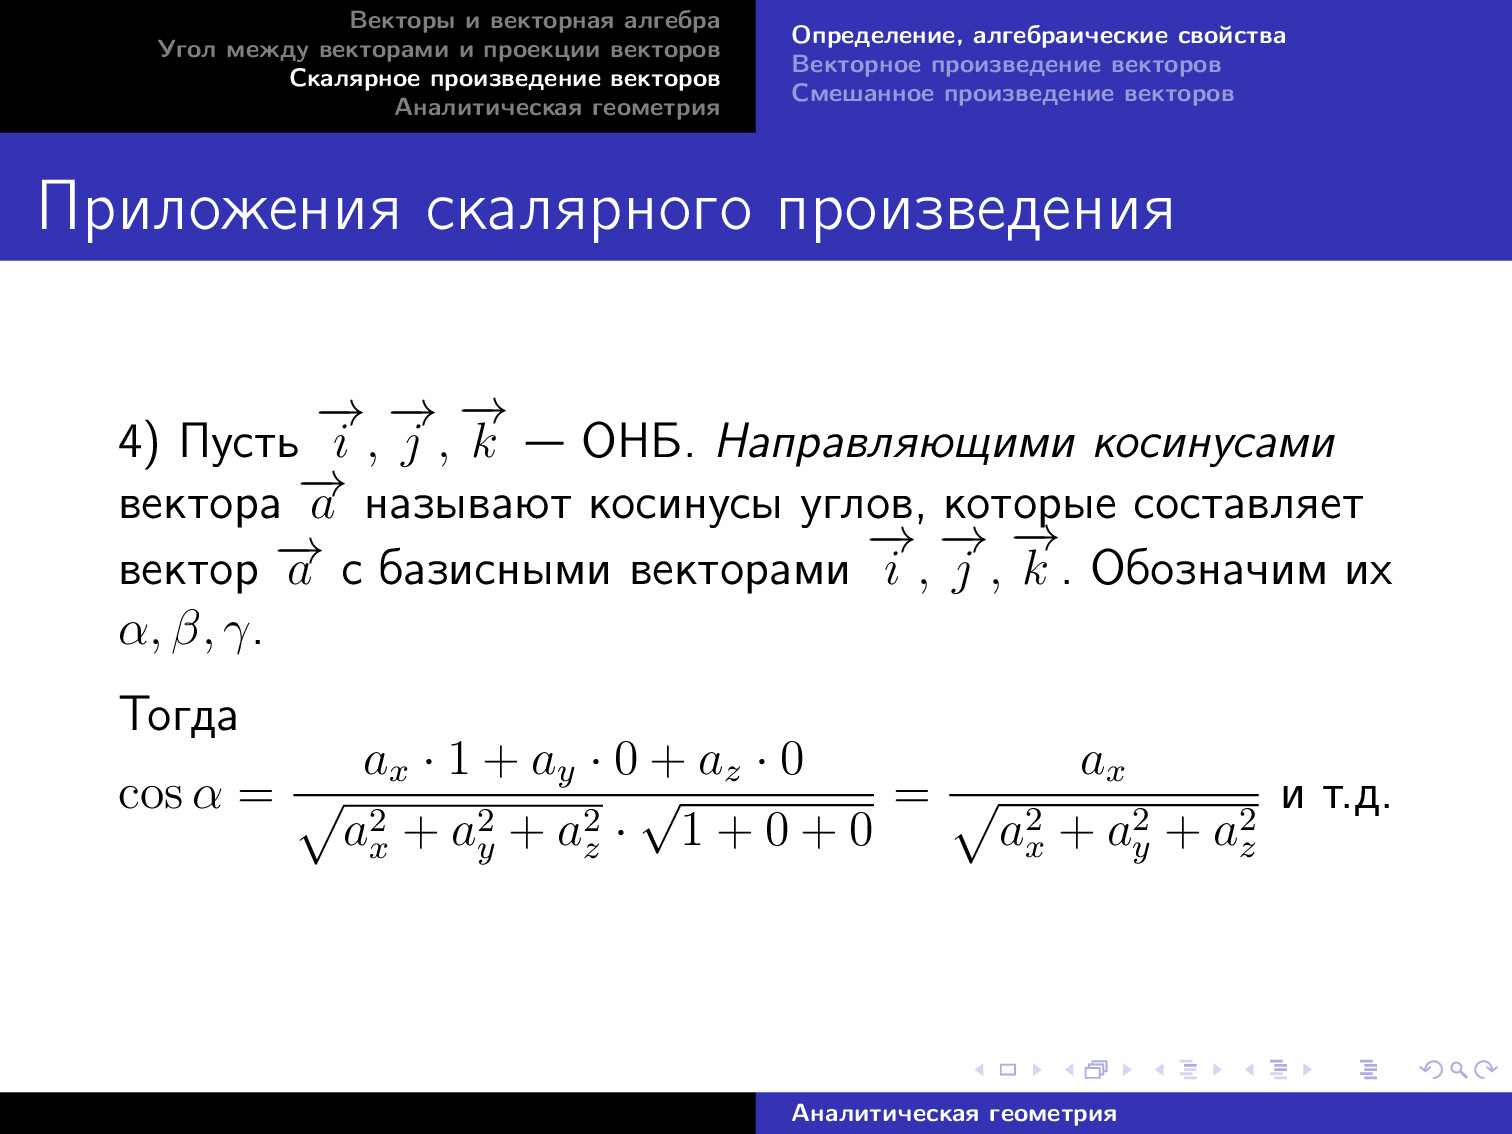 Векторы и векторная алгебра
Угол между векторами и проекции векторов
Скалярное произведение векторов
Аналитическая геометрия
Определение, алгебраические свойства
Векторное произведение векторов
Смешанное произведение векторов
Приложения скалярного произведения
4) Пусть $\overrightarrow{i}, \overrightarrow{j}, \overrightarrow{k}$ — ОНБ. Направляющими косинусами
вектора $\overrightarrow{a}$ называют косинусы углов, которые составляет
вектор $\overrightarrow{a}$ с базисными векторами $\overrightarrow{i}, \overrightarrow{j}, \overrightarrow{k}$. Обозначим их
$\alpha, \beta, \gamma$.
Тогда
$\cos \alpha = \frac{a_x \cdot 1 + a_y \cdot 0 + a_z \cdot 0}{\sqrt{a_x^2 + a_y^2 + a_z^2} \cdot \sqrt{1 + 0 + 0}} = \frac{a_x}{\sqrt{a_x^2 + a_y^2 + a_z^2}}$ и т.д.
Аналитическая геометрия